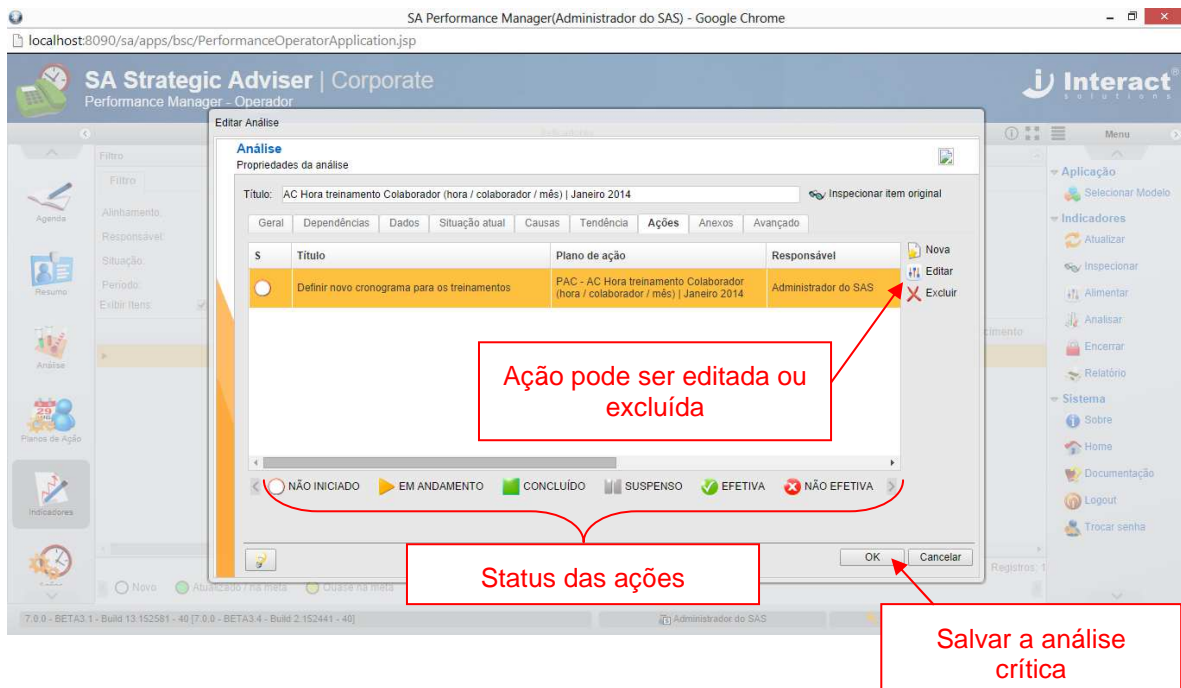 SA Performance Manager(Administrador do SAS) - Google Chrome
localhost:8090/sa/apps/bsc/PerformanceOperatorApplication.jsp
SA Strategic Adviser | Corporate
Performance Manager - Operador
Interact
solutions
Editar Análise
Indicadores
Menu
Filtro
Filtro
Alinhamento:
Responsável:
Situação:
Período:
Exibir Itens:
Agenda
Resumo
Análise
Planos de Ação
Indicadores
Análise
Propriedades da análise
Título: AC Hora treinamento Colaborador (hora / colaborador / mês) | Janeiro 2014
Inspecionar item original
Geral Dependências Dados Situação atual Causas Tendência Ações Anexos Avançado
S Título Plano de ação Responsável
Definir novo cronograma para os treinamentos
PAC - AC Hora treinamento Colaborador
(hora / colaborador / mês) | Janeiro 2014
Administrador do SAS
Nova
Editar
Excluir
Ação pode ser editada ou
excluída
NÃO INICIADO EM ANDAMENTO CONCLUÍDO SUSPENSO EFETIVA NÃO EFETIVA
Status das ações
OK Cancelar
Salvar a análise
crítica
Aplicação
Selecionar Modelo
Indicadores
Atualizar
Inspecionar
Alimentar
Analisar
Encerrar
Relatório
Sistema
Sobre
Home
Documentação
Logout
Trocar senha
Registros: 1
Novo Atualizado / na meta Quase na meta
7.0.0 - BETA3.1 - Build 13.152581 - 40 [7.0.0 - BETA3.4 - Build 2.152441 - 40]
Administrador do SAS